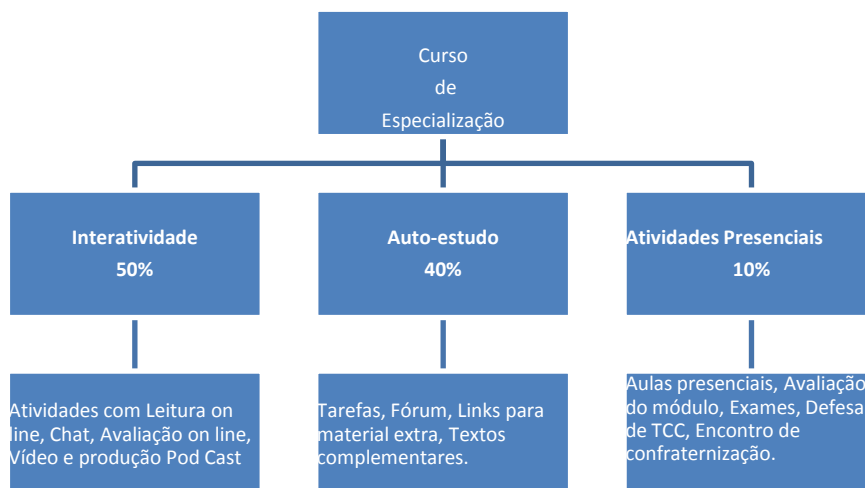 Curso
de
Especialização
Interatividade
50%
Auto-estudo
40%
Atividades Presenciais
10%
Atividades com Leitura on
line, Chat, Avaliação on line,
Vídeo e produção Pod Cast
Tarefas, Fórum, Links para
material extra, Textos
complementares.
Aulas presenciais, Avaliação
do módulo, Exames, Defesa
de TCC, Encontro de
confraternização.